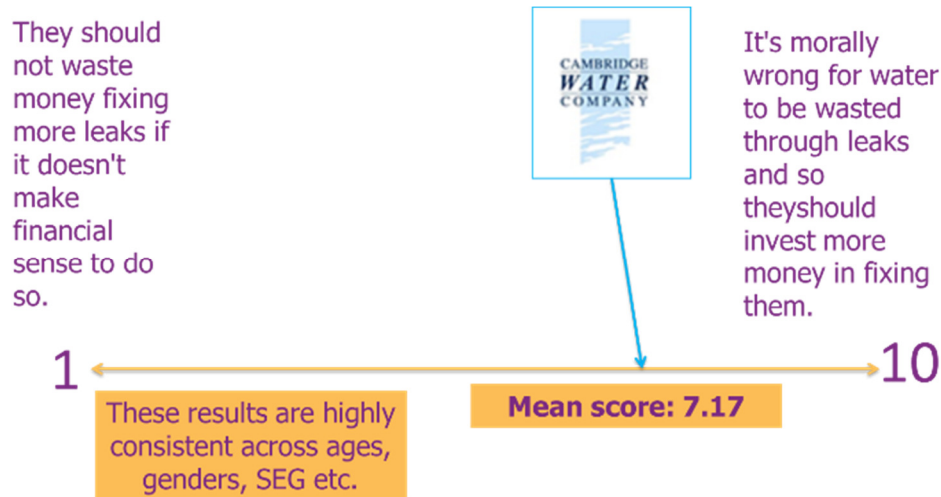 They should
not waste
money fixing
more leaks if
it doesn't
make
financial
sense to do
so.
CAMBRIDGE
WATER
COMPANY
It's morally
wrong for water
to be wasted
through leaks
and so
theyshould
invest more
money in fixing
them.
1
10
These results are highly
consistent across ages,
genders, SEG etc.
Mean score: 7.17